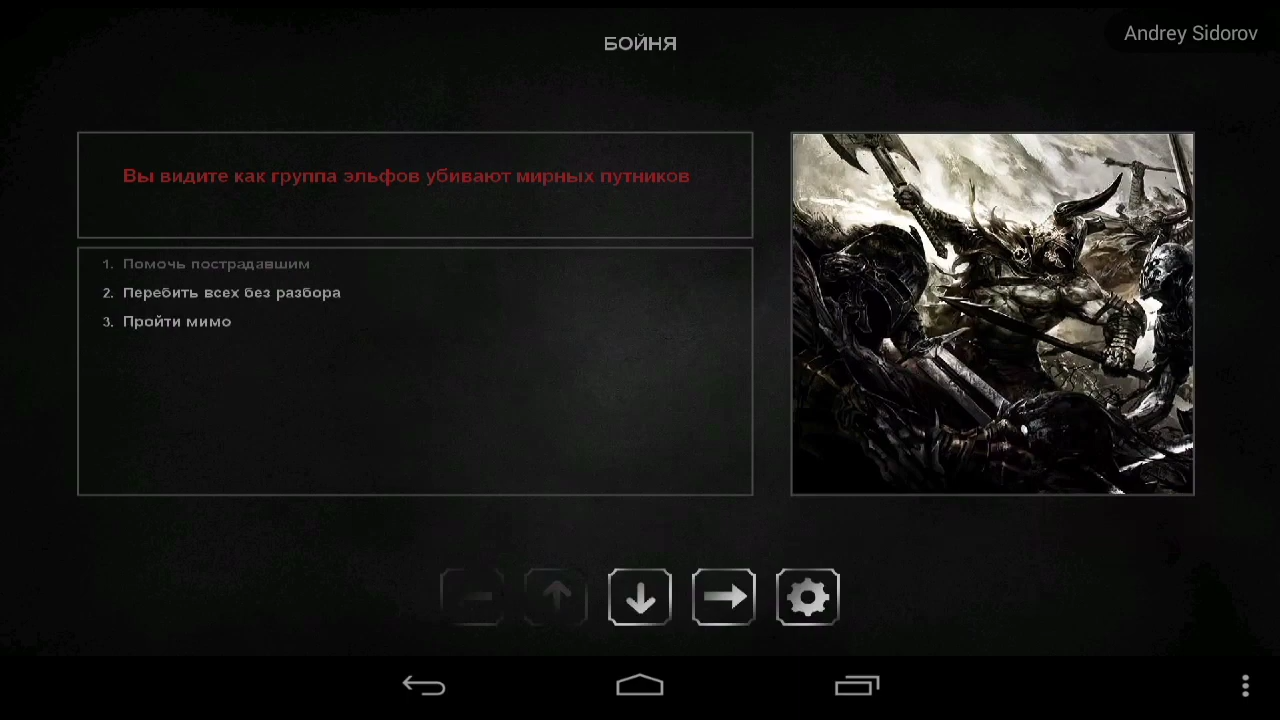 БОЙНЯ
Andrey Sidorov
Вы видите как группа эльфов убивают мирных путников
1. Помочь пострадавшим
2. Перебить всех без разбора
3. Пройти мимо